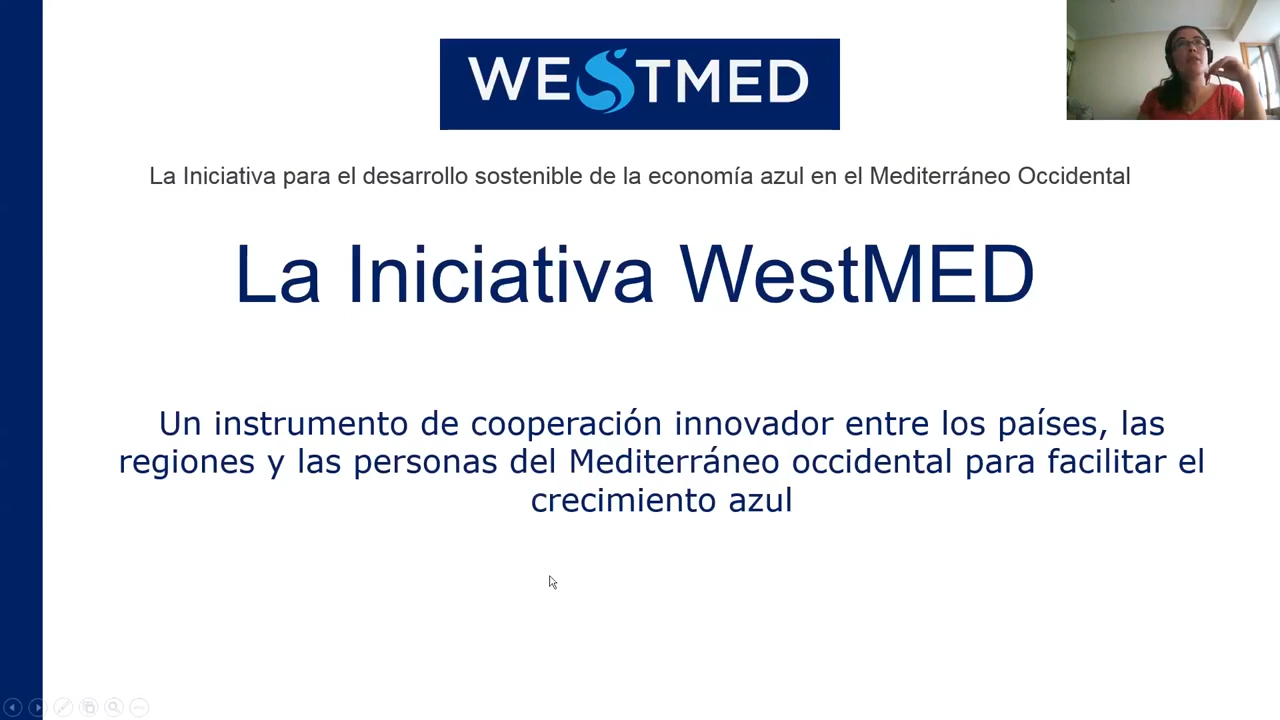 WESTMED
La Iniciativa para el desarrollo sostenible de la economía azul en el Mediterráneo Occidental
La Iniciativa WestMED
Un instrumento de cooperación innovador entre los países, las
regiones y las personas del Mediterráneo occidental para facilitar el
crecimiento azul